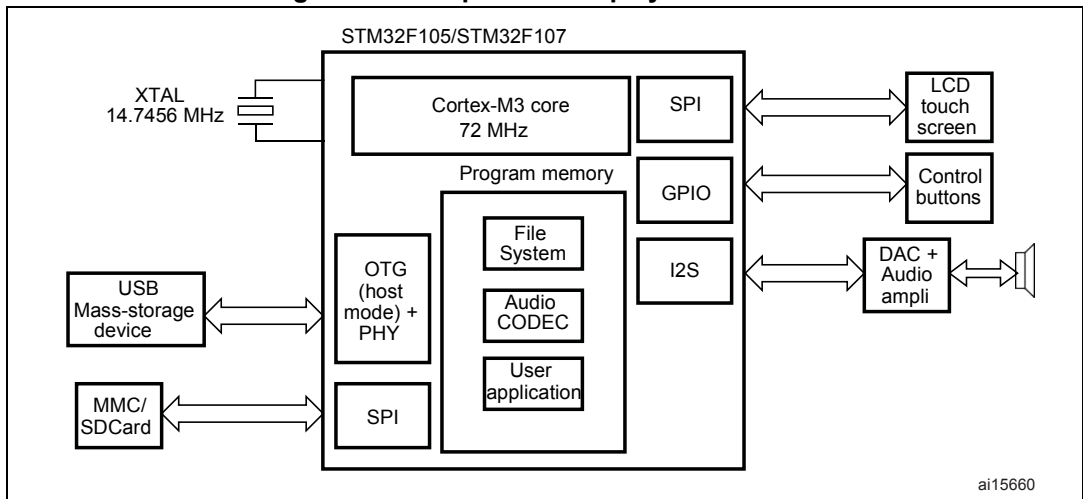 STM32F105/STM32F107
XTAL
14.7456 MHz
Cortex-M3 core
72 MHz
SPI
LCD
touch
screen
Program memory
GPIO
Control
buttons
File
System
I2S
DAC +
Audio
ampli
OTG
(host
mode) +
PHY
USB
Mass-storage
device
Audio
CODEC
User
application
MMC/
SDCard
SPI
ai15660